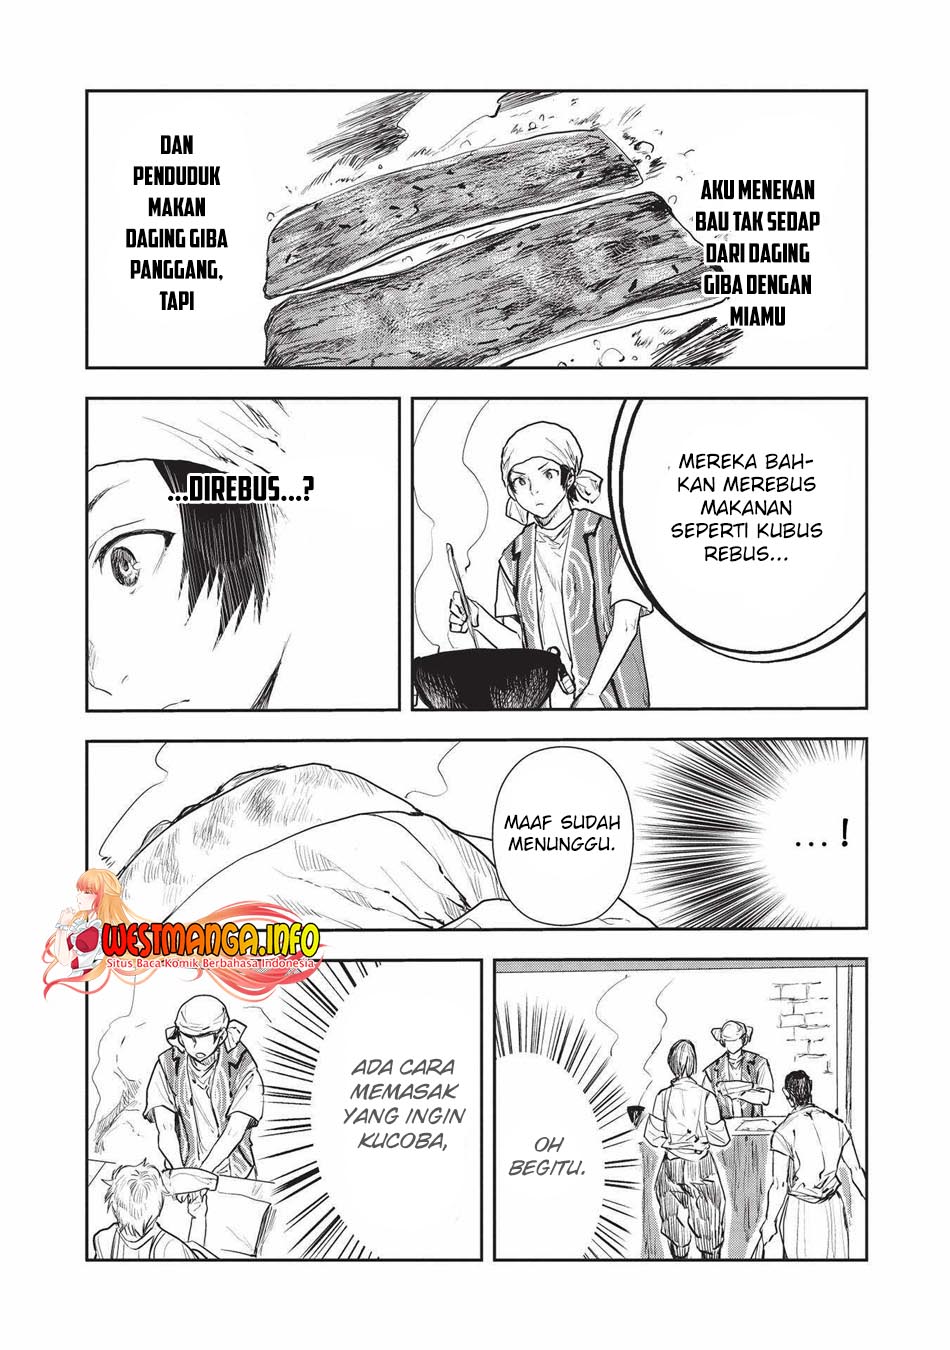 AKU MENEKAN
BAU TAK SEDAP
DARI DAGING
GIBA DENGAN
MIAMU
DAN
PENDUDUK
MAKAN
DAGING GIBA
PANGGANG,
TAPI
MEREKA BAH-
KAN MEREBUS
MAKANAN
SEPERTI KUBUS
REBUS...
...DIREBUS...?
...!
MAAF SUDAH
MENUNGGU.
WESTMANGA.INFO
Situs Baca Komik Berbahasa Indonesia
OH
BEGITU.
ADA CARA
MEMASAK
YANG INGIN
KUCOBA,